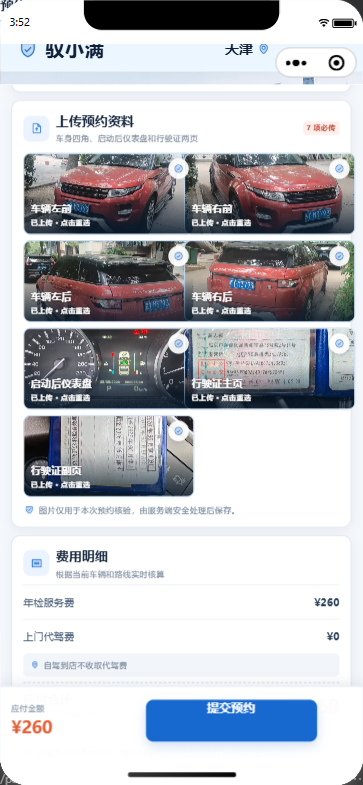 3:52
驭小满
天津
上传预约资料
车身四角、启动后仪表盘和行驶证两页
7 项必传
车辆左前
已上传·点击重选
车辆右前
已上传·点击重选
车辆左后
已上传·点击重选
车辆右后
已上传·点击重选
启动后仪表盘
已上传·点击重选
行驶证主页
已上传·点击重选
行驶证副页
已上传·点击重选
图片仅用于本次预约核验，由服务端安全处理后保存。
费用明细
根据当前车辆和路线实时核算
年检服务费
¥260
上门代驾费
¥0
自驾到店不收取代驾费
应付金额
¥260
提交预约